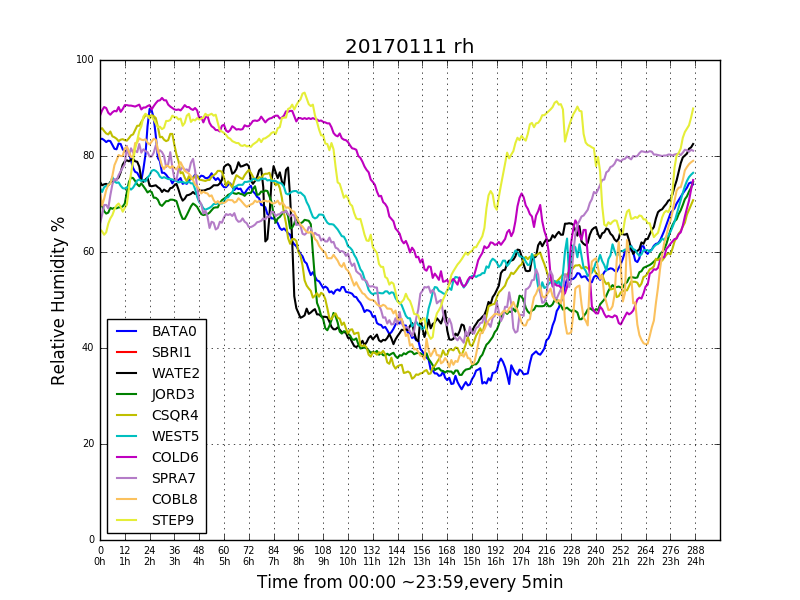 20170111 rh
Relative Humidity %
100
80
60
40
20
0
BATA0
SBRI1
WATE2
JORD3
CSQR4
WEST5
COLD6
SPRA7
COBL8
STEP9
0 12 24 36 48 60 72 84 96 108 120 132 144 156 168 180 192 204 216 228 240 252 264 276 288
0h 1h 2h 3h 4h 5h 6h 7h 8h 9h 10h 11h 12h 13h 14h 15h 16h 17h 18h 19h 20h 21h 22h 23h 24h
Time from 00:00 ~23:59,every 5min